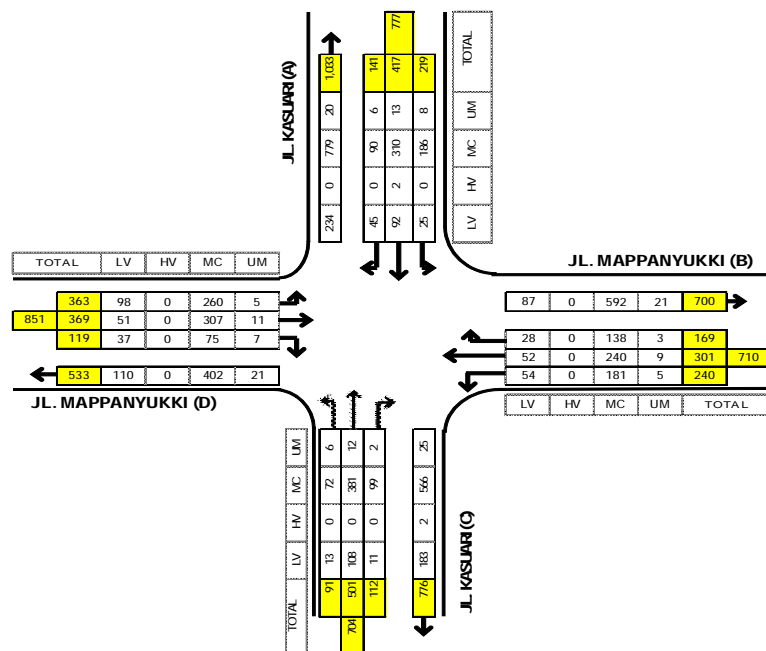 777
1,033 141 417 219 TOTAL
20 6 13 8 UM
779 90 310 186 MC
0 0 2 0 HV
234 45 92 25 LV
JL. KASUARI (A)
TOTAL LV HV MC UM
363 98 0 260 5
851 369 51 0 307 11
119 37 0 75 7
533 110 0 402 21
JL. MAPPANYUKKI (D)
JL. MAPPANYUKKI (B)
87 0 592 21 700
28 0 138 3 169
52 0 240 9 301 710
54 0 181 5 240
LV HV MC UM TOTAL
UM 6 12 2 25
MC 72 381 99 566
HV 0 0 0 2
LV 13 108 11 183
TOTAL 91 501 112 776
704
JL. KASUARI (C)